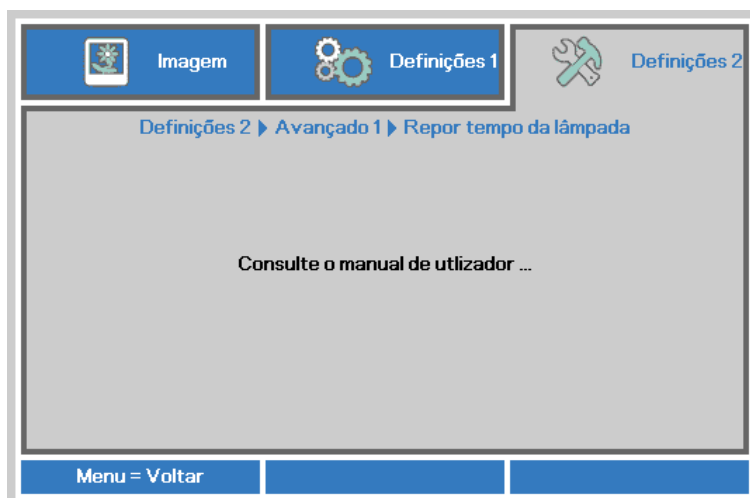 Imagem
Definições 1
Definições 2
Definições 2 ▶ Avançado 1 ▶ Repor tempo da lâmpada
Consulte o manual de utlizador ...
Menu = Voltar